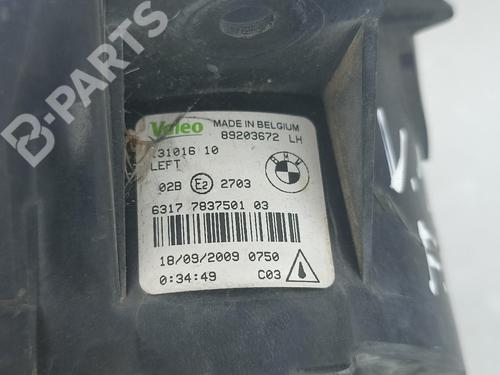 B-PARTS
Valeo MADE IN BELGIUM
89203672 LH
131016 10
LEFT
BMW
02B E2 2703
6317 7837501 03
18/09/2009 0750
0:34:49 C03